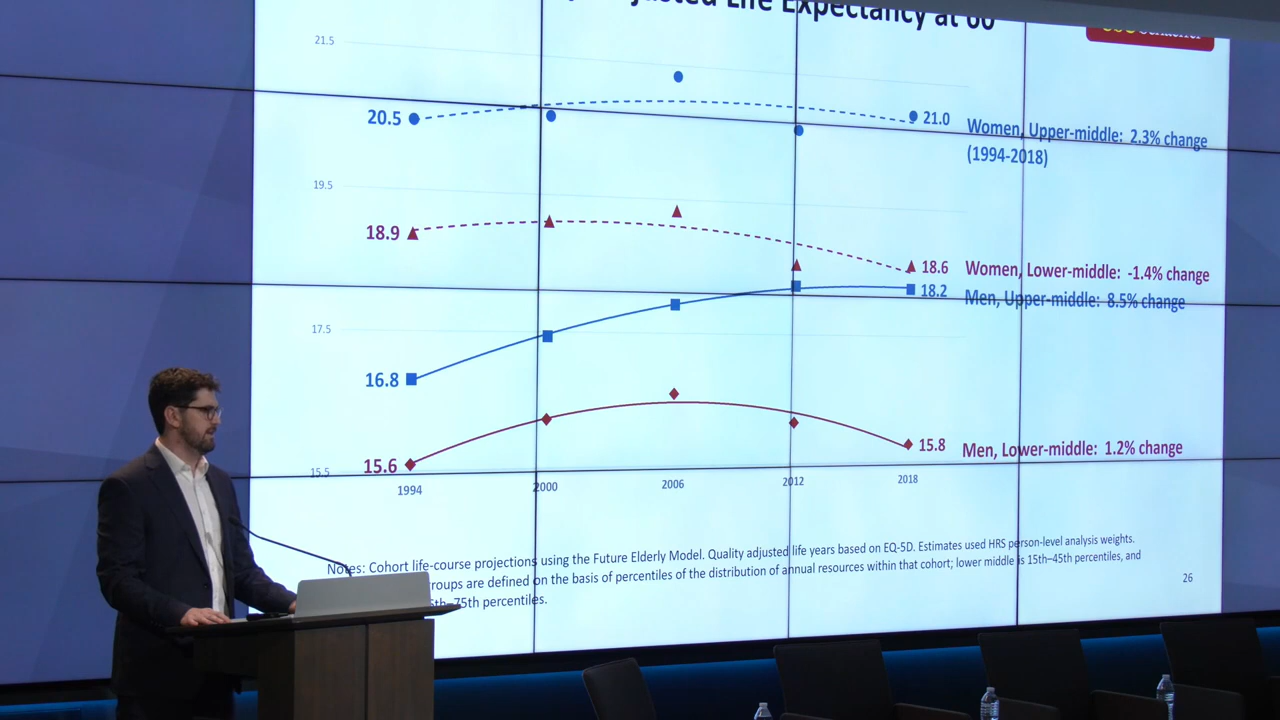 Life Expectancy at 60
21.5
20.5
21.0
Women, Upper-middle: 2.3% change
(1994-2018)
19.5
18.9
18.6
Women, Lower-middle: -1.4% change
18.2
Men, Upper-middle: 8.5% change
17.5
16.8
15.6
15.8
Men, Lower-middle: 1.2% change
15.5
1994
2000
2006
2012
2018
Notes: Cohort life-course projections using the Future Elderly Model. Quality adjusted life years based on EQ-5D. Estimates used HRS person-level analysis weights.
are defined on the basis of percentiles of the distribution of annual resources within that cohort; lower middle is 15th–45th percentiles, and
75th percentiles.
26